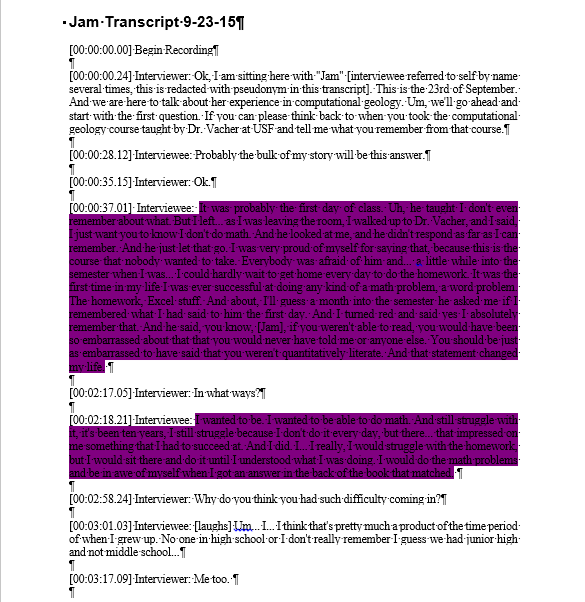 Jam Transcript 9-23-15¶
[00:00:00.00] Begin Recording¶
¶
[00:00:00.24] Interviewer: Ok, I am sitting here with "Jam" [interviewee referred to self by name
several times, this is redacted with pseudonym in this transcript]. This is the 23rd of September.
And we are here to talk about her experience in computational geology. Um, we'll go ahead and
start with the first question. If you can please think back to when you took the computational
geology course taught by Dr. Vacher at USF and tell me what you remember from that course.¶
¶
[00:00:28.12] Interviewee: Probably the bulk of my story will be this answer.¶
¶
[00:00:35.15] Interviewer: Ok.¶
¶
[00:00:37.01] Interviewee: It was probably the first day of class. Uh, he taught I don't even
remember about what. But I left... as I was leaving the room, I walked up to Dr. Vacher, and I said,
I just want you to know I don't do math. And he looked at me, and he didn't respond as far as I can
remember. And he just let that go. I was very proud of myself for saying that, because this is the
course that nobody wanted to take. Everybody was afraid of him and... a little while into the
semester when I was... I could hardly wait to get home every day to do the homework. It was the
first time in my life I was ever successful at doing any kind of a math problem, a word problem.
The homework, Excel stuff. And about, I'll guess a month into the semester he asked me if I
remembered what I had said to him the first day. And I turned red and said yes I absolutely
remember that. And he said, you know, [Jam], if you weren't able to read, you would have been
so embarrassed about that that you would never have told me or anyone else. You should be just
as embarrassed to have said that you weren't quantitatively literate. And that statement changed
my life. ¶
¶
[00:02:17.05] Interviewer: In what ways?¶
¶
[00:02:18.21] Interviewee: I wanted to be. I wanted to be able to do math. And still struggle with
it, it's been ten years, I still struggle because I don't do it every day, but there... that impressed on
me something that I had to succeed at. And I did. I... I really, I would struggle with the homework,
but I would sit there and do it until I understood what I was doing. I would do the math problems
and be in awe of myself when I got an answer in the back of the book that matched. ¶
¶
[00:02:58.24] Interviewer: Why do you think you had such difficulty coming in?¶
¶
[00:03:01.03] Interviewee: [laughs] Um... I... I think that's pretty much a product of the time period
of when I grew up. No one in high school or I don't really remember I guess we had junior high
and not middle school...¶
¶
[00:03:17.09] Interviewer: Me too. ¶
¶